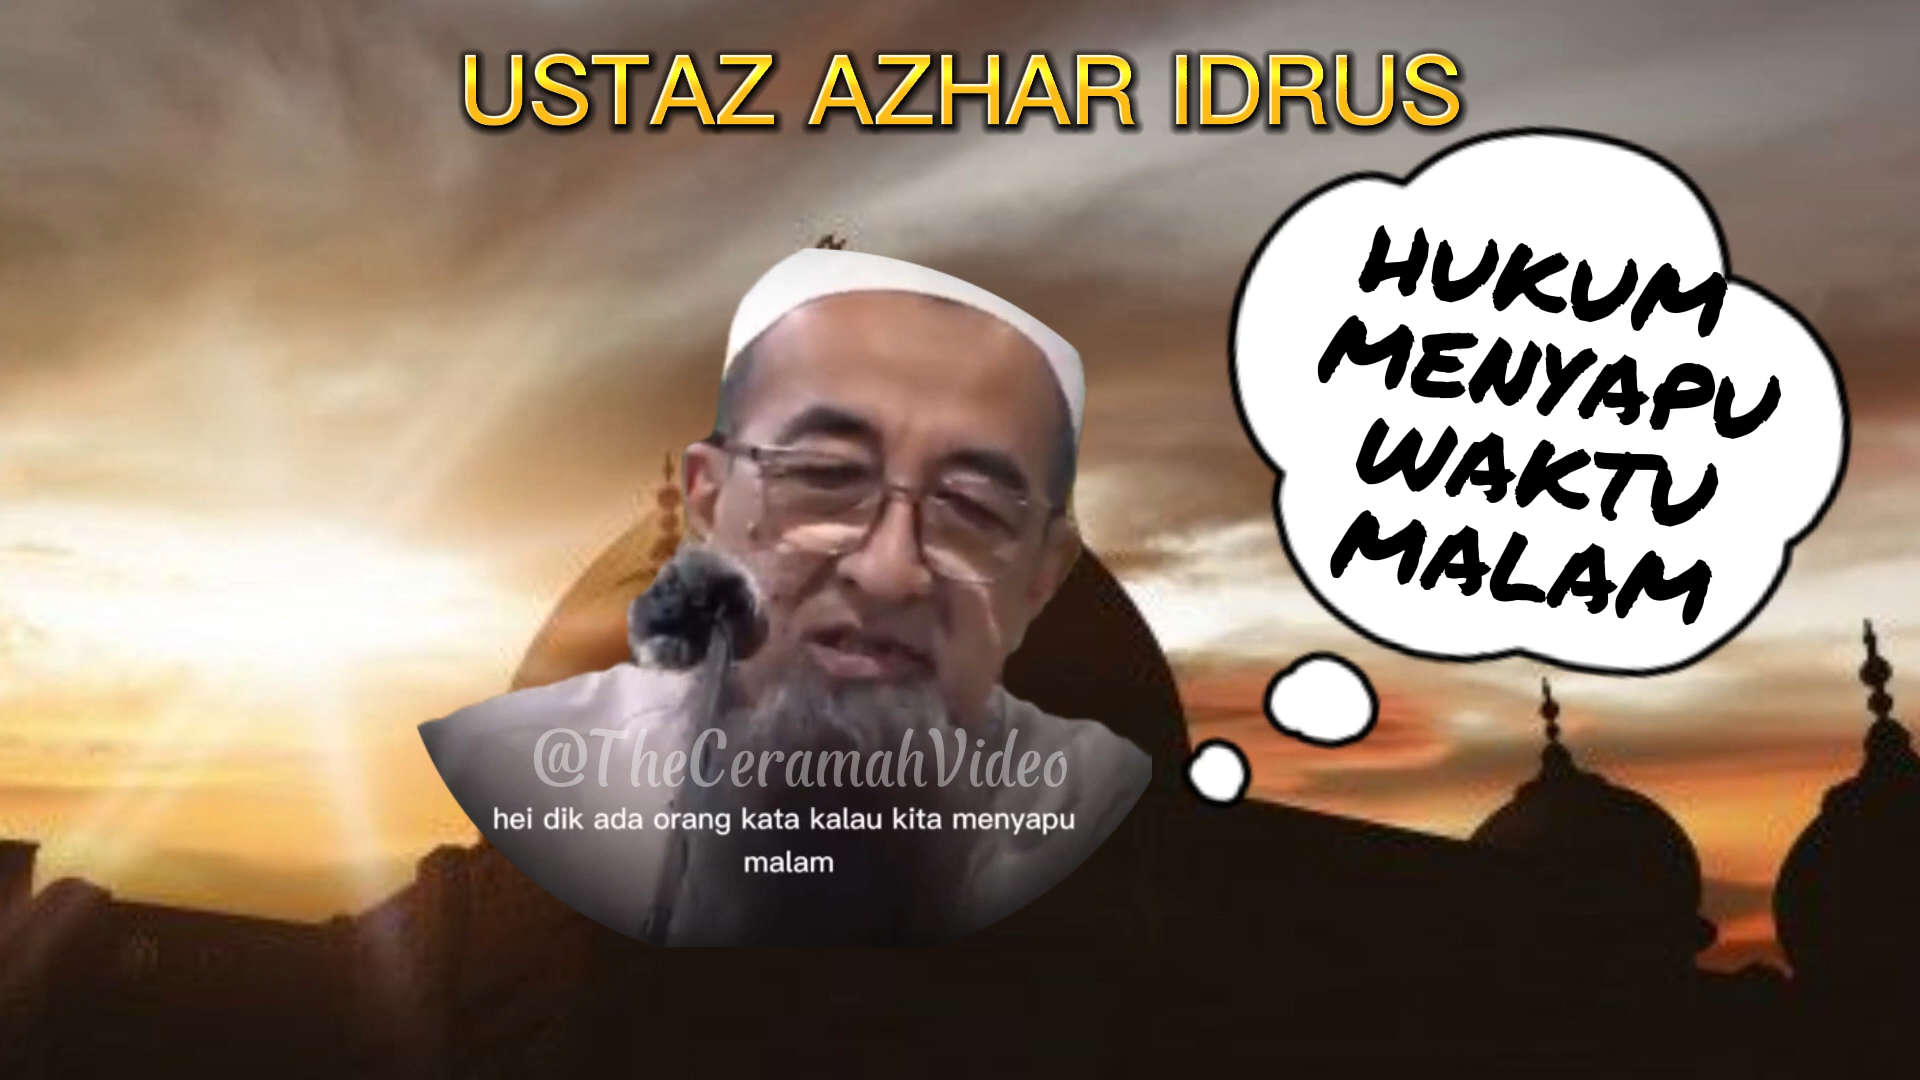 USTAZ AZHAR IDRUS
HUKUM
MENYAPU
WAKTU
MALAM
@TheCeramahVideo
hei dik ada orang kata kalau kita menyapu
malam